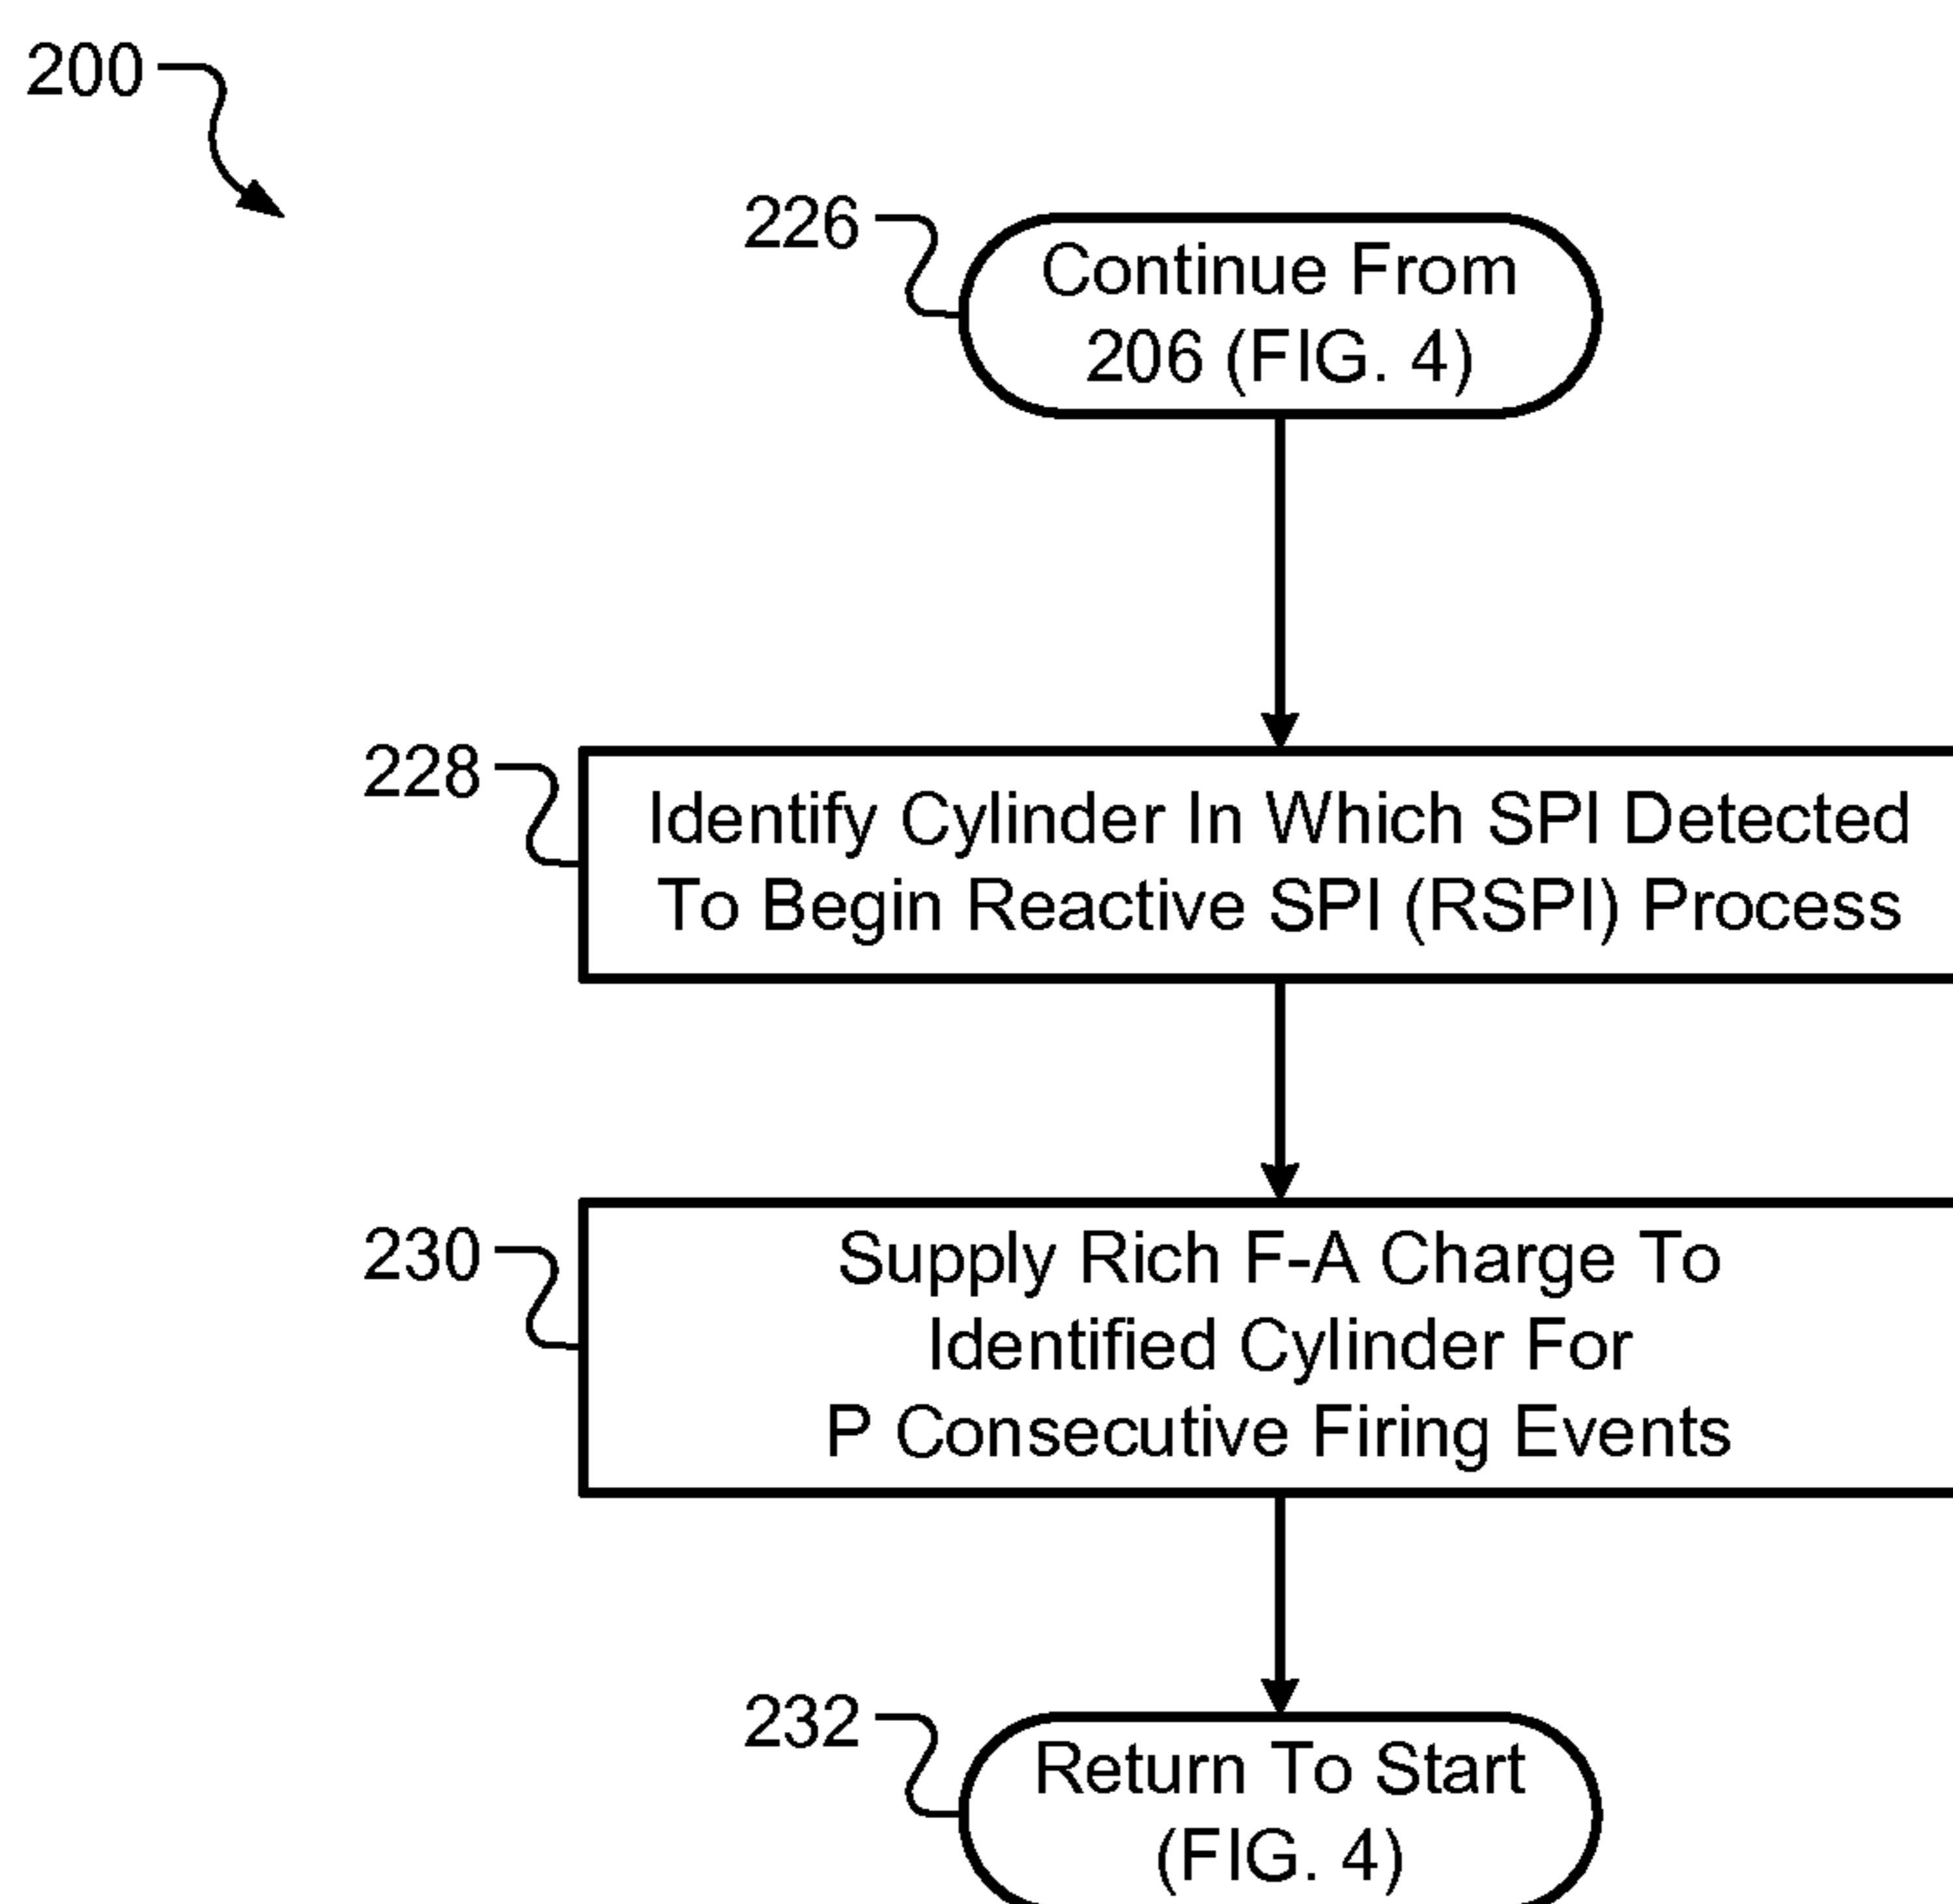 200
226
Continue From
206 (FIG. 4)
228
Identify Cylinder In Which SPI Detected
To Begin Reactive SPI (RSPI) Process
230
Supply Rich F-A Charge To
Identified Cylinder For
P Consecutive Firing Events
232
Return To Start
(FIG. 4)